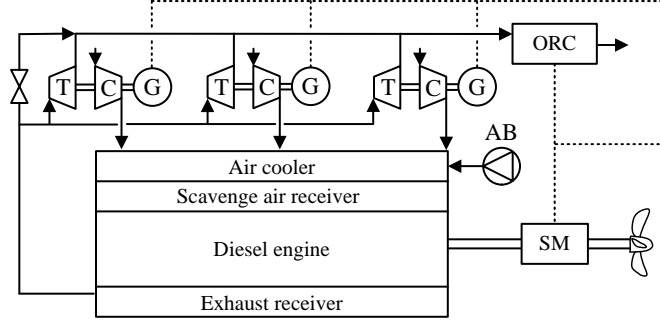 ORC
T C G T C G T C G
AB
Air cooler
Scavenge air receiver
Diesel engine
SM
Exhaust receiver